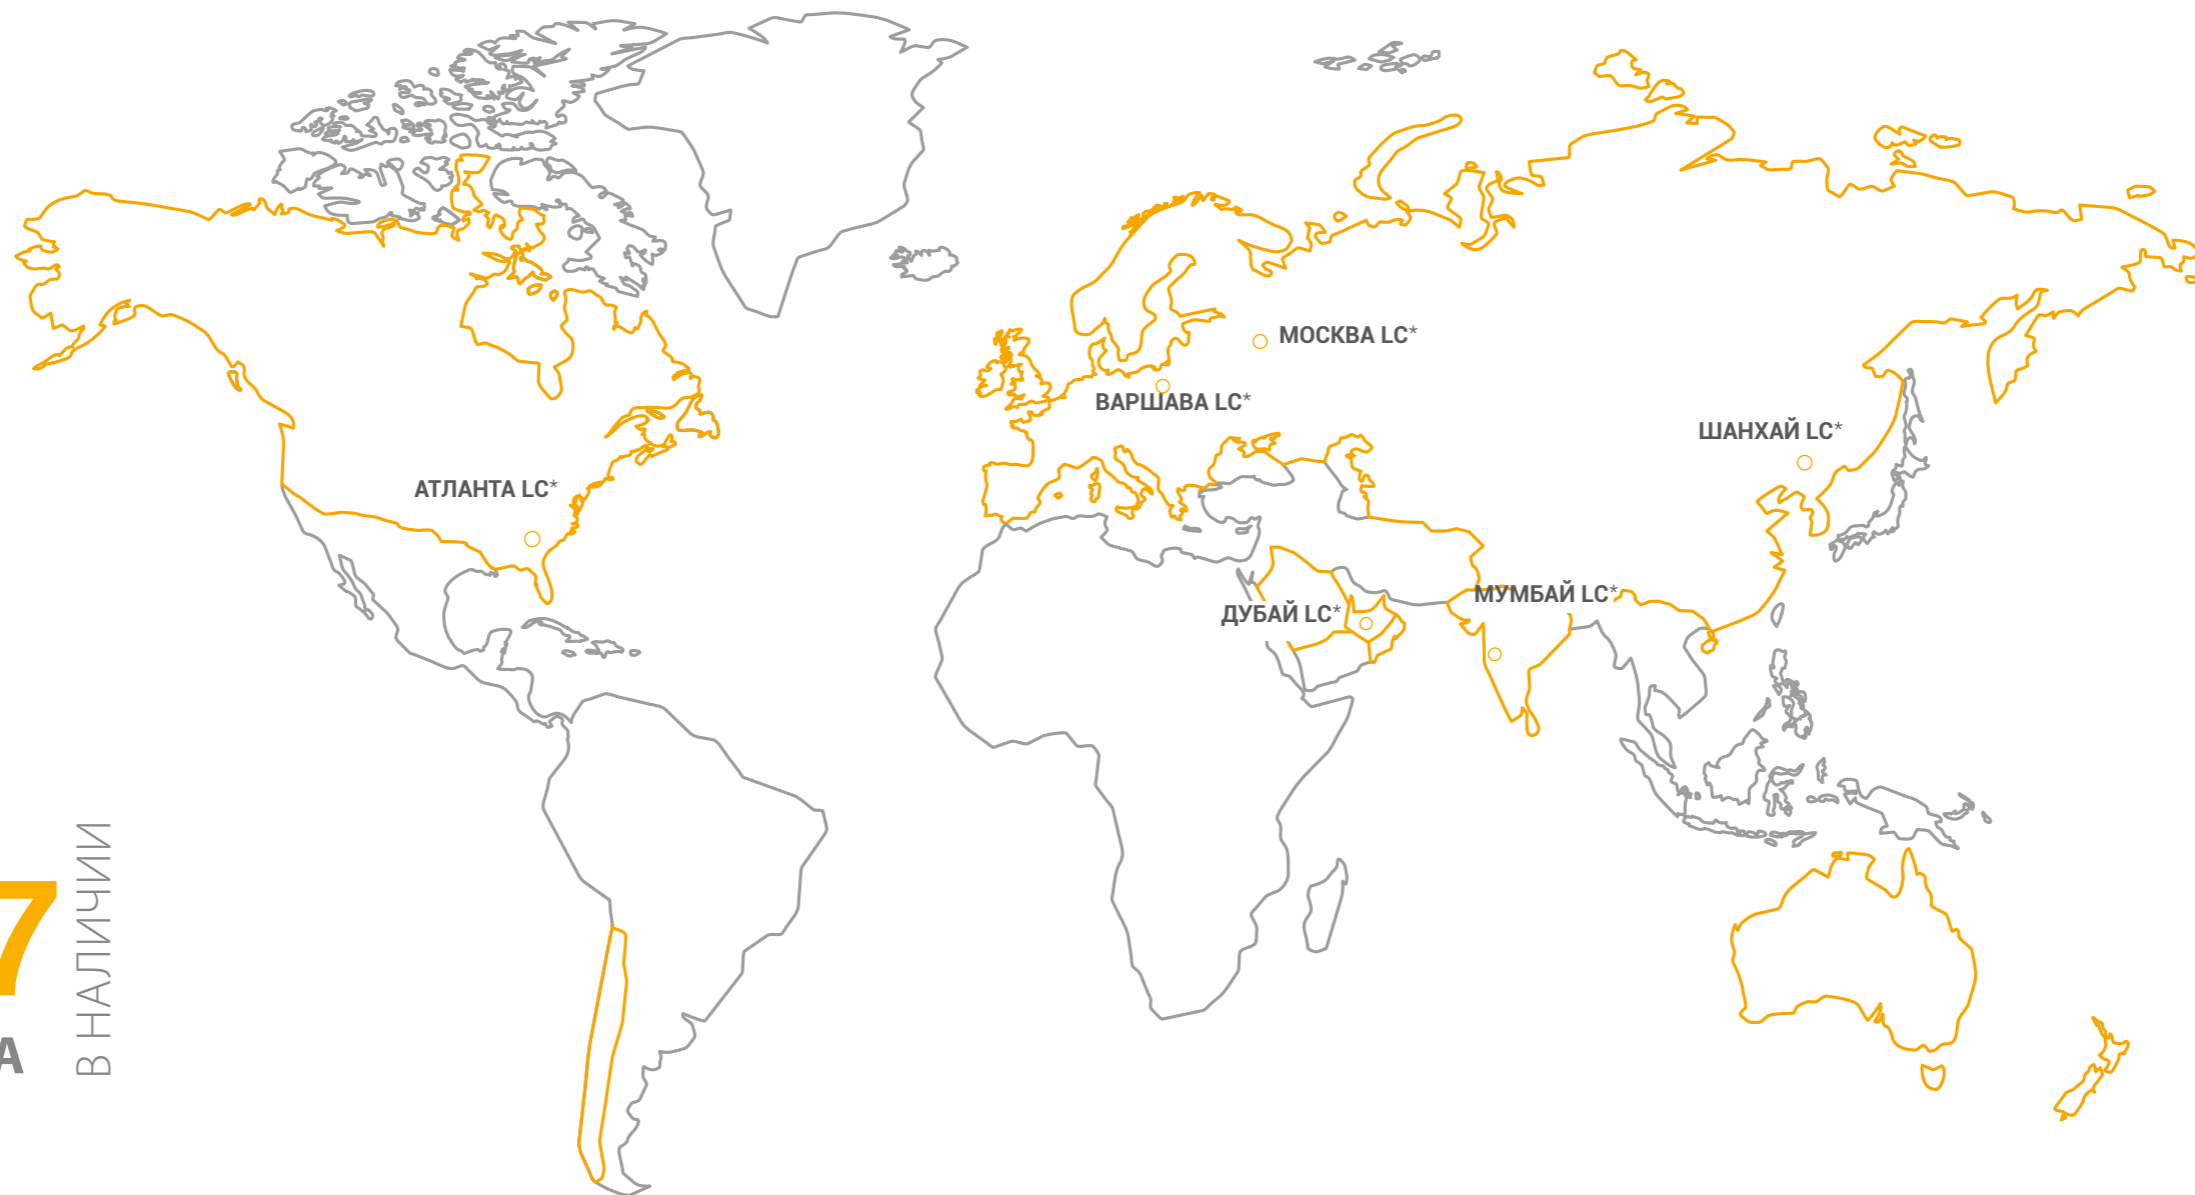 МОСКВА LC*
ВАРШАВА LC*
ШАНХАЙ LC*
АТЛАНТА LC*
МУМБАЙ LC*
ДУБАЙ LC*
7
А
В НАЛИЧИИ